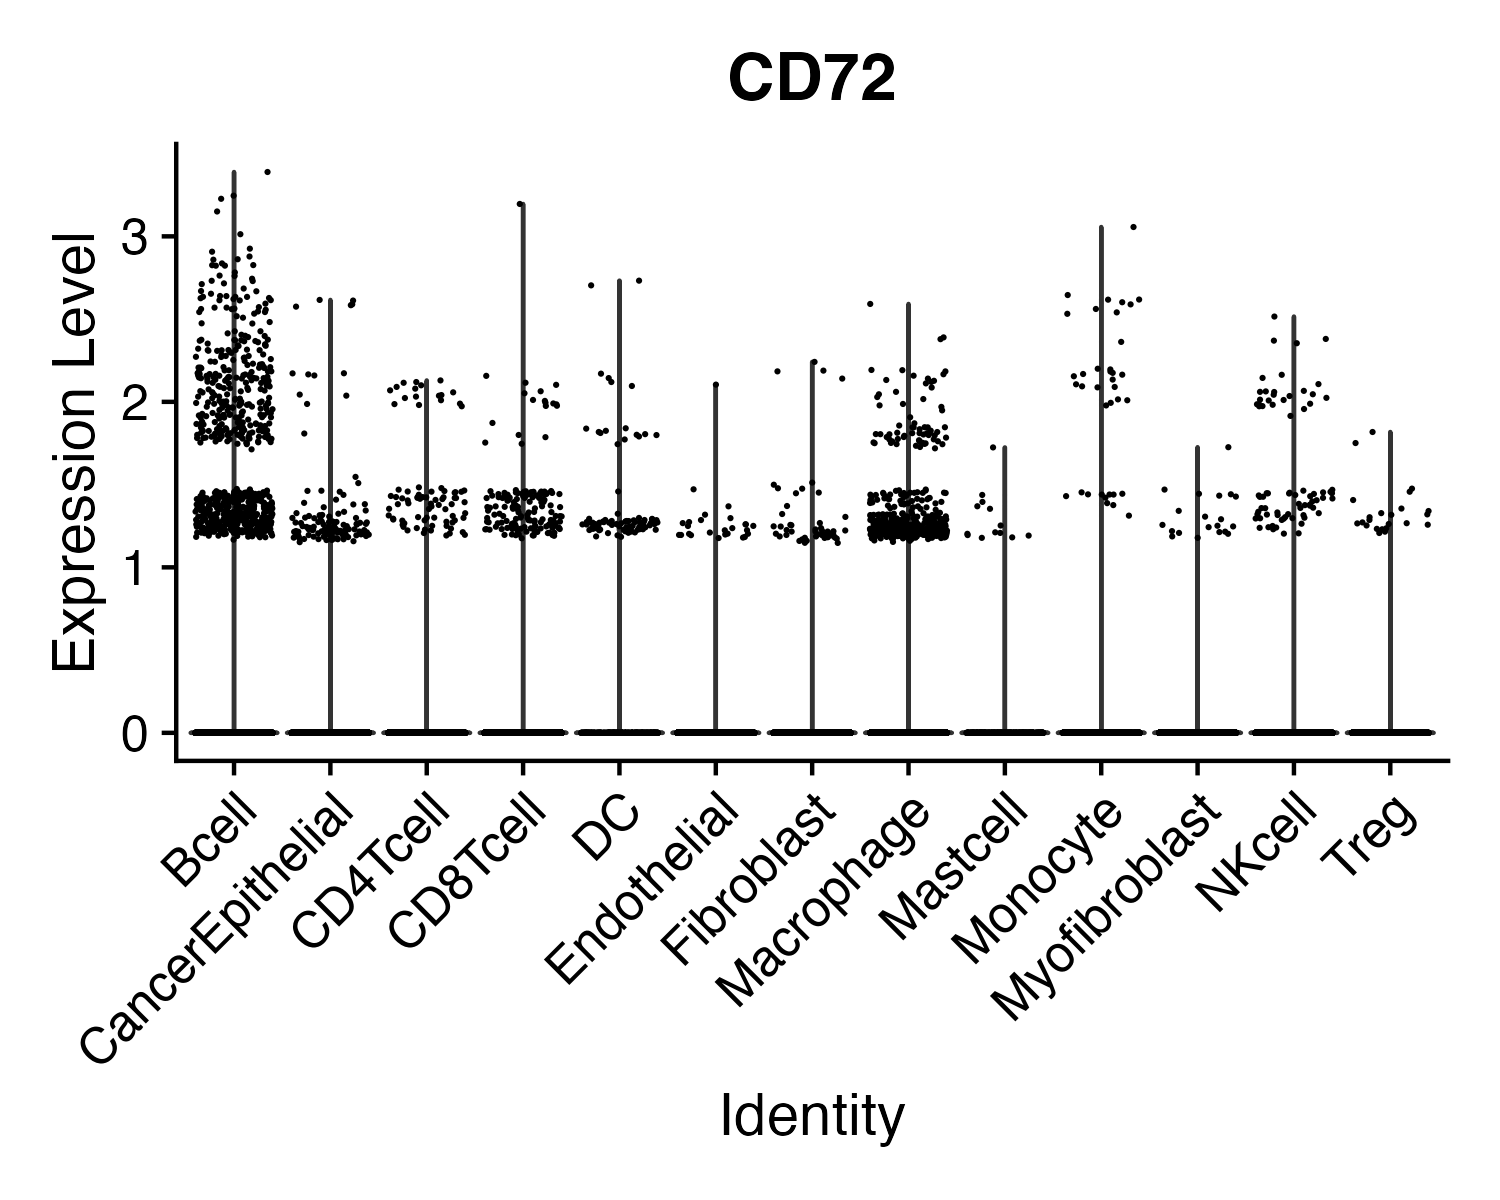 CD72
Expression Level
3
2
1
0
Bcell
CancerEpithelial
CD4Tcell
CD8Tcell
DC
Endothelial
Fibroblast
Macrophage
Mastcell
Monocyte
Myofibroblast
NKcell
Treg
Identity